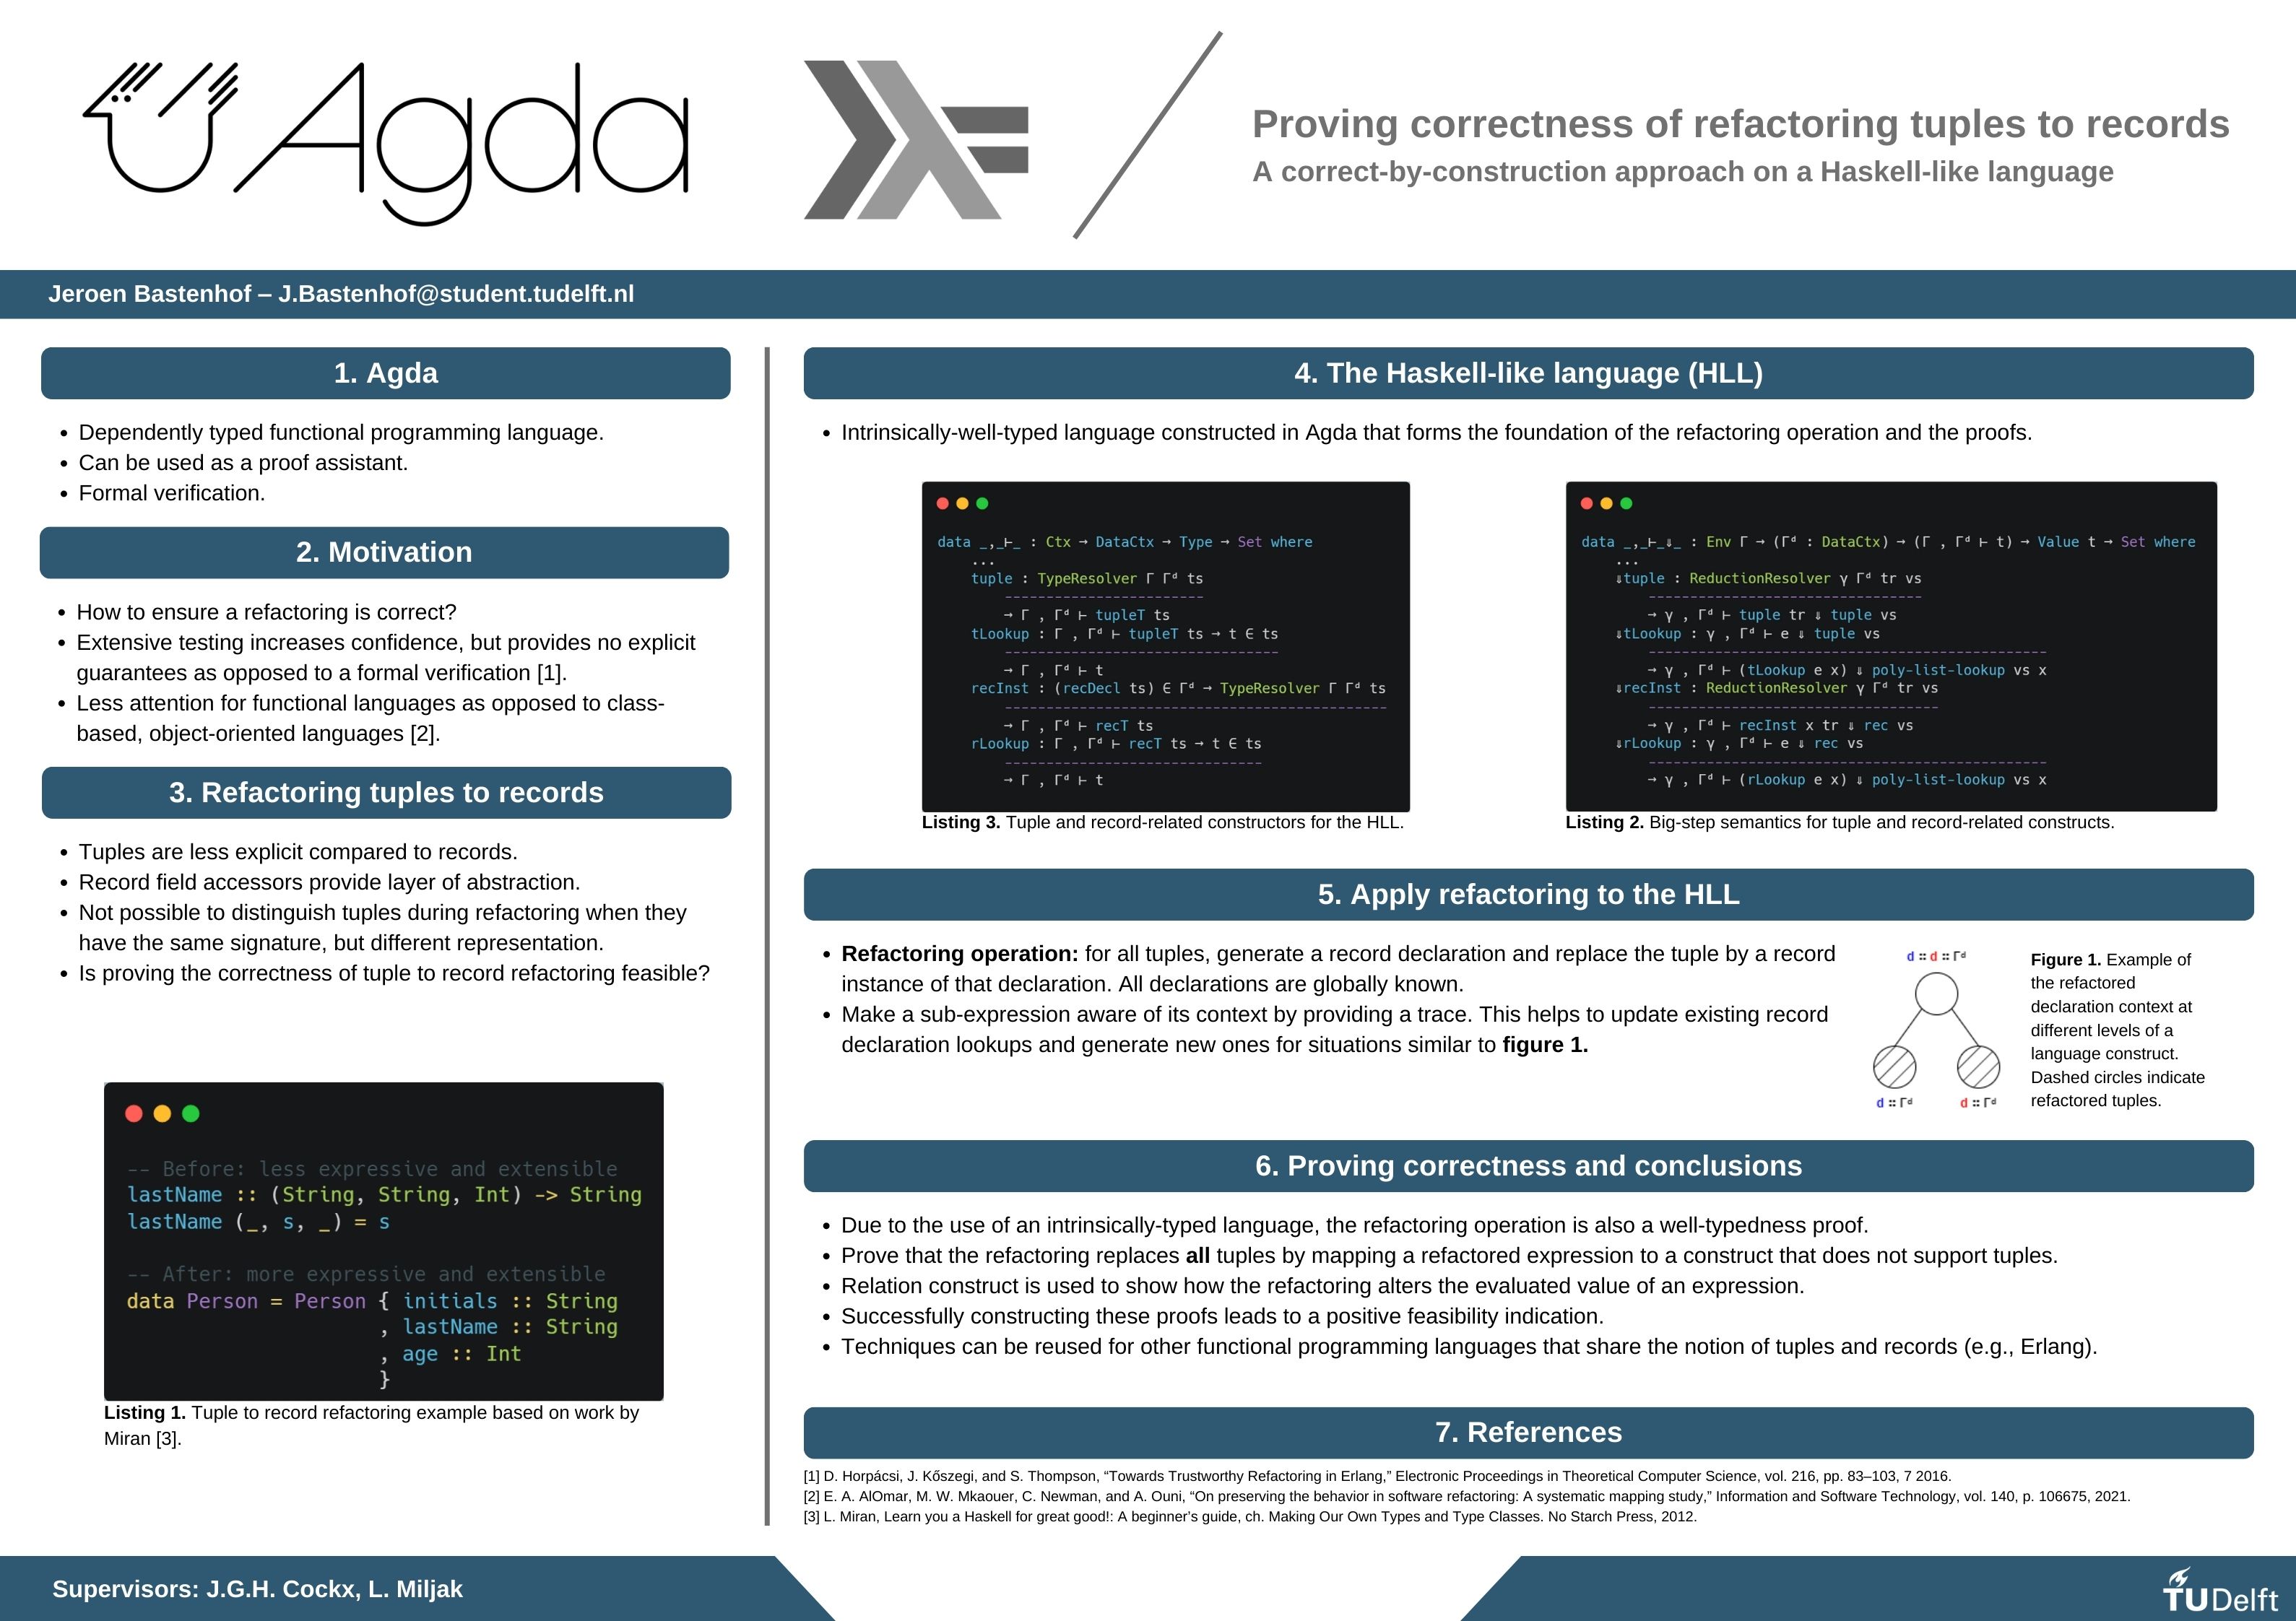 Agda
Proving correctness of refactoring tuples to records
A correct-by-construction approach on a Haskell-like language
Jeroen Bastenhof – J.Bastenhof@student.tudelft.nl
1. Agda
• Dependently typed functional programming language.
• Can be used as a proof assistant.
• Formal verification.
2. Motivation
• How to ensure a refactoring is correct?
• Extensive testing increases confidence, but provides no explicit
guarantees as opposed to a formal verification [1].
• Less attention for functional languages as opposed to class-
based, object-oriented languages [2].
3. Refactoring tuples to records
• Tuples are less explicit compared to records.
• Record field accessors provide layer of abstraction.
• Not possible to distinguish tuples during refactoring when they
have the same signature, but different representation.
• Is proving the correctness of tuple to record refactoring feasible?
-- Before: less expressive and extensible
lastName :: (String, String, Int) -> String
lastName (_, s, _) = s
-- After: more expressive and extensible
data Person = Person { initials :: String
, lastName :: String
, age :: Int
}
Listing 1. Tuple to record refactoring example based on work by
Miran [3].
4. The Haskell-like language (HLL)
• Intrinsically-well-typed language constructed in Agda that forms the foundation of the refactoring operation and the proofs.
data _,_⊢_ : Ctx → DataCtx → Type → Set where
...
tuple : TypeResolver Γ Γᵈ ts
------------------------
→ Γ , Γᵈ ⊢ tupleT ts
tLookup : Γ , Γᵈ ⊢ tupleT ts → t ∈ ts
---------------------------------
→ Γ , Γᵈ ⊢ t
recInst : (recDecl ts) ∈ Γᵈ → TypeResolver Γ Γᵈ ts
----------------------------------------------
→ Γ , Γᵈ ⊢ recT ts
rLookup : Γ , Γᵈ ⊢ recT ts → t ∈ ts
-------------------------------
→ Γ , Γᵈ ⊢ t
Listing 3. Tuple and record-related constructors for the HLL.
data _,_⊢_⇓_ : Env Γ → (Γᵈ : DataCtx) → (Γ , Γᵈ ⊢ t) → Value t → Set where
...
⇓tuple : ReductionResolver γ Γᵈ tr vs
---------------------------------
→ γ , Γᵈ ⊢ tuple tr ⇓ tuple vs
⇓tLookup : γ , Γᵈ ⊢ e ⇓ tuple vs
------------------------------------------------
→ γ , Γᵈ ⊢ (tLookup e x) ⇓ poly-list-lookup vs x
⇓recInst : ReductionResolver γ Γᵈ tr vs
-----------------------------------
→ γ , Γᵈ ⊢ recInst x tr ⇓ rec vs
⇓rLookup : γ , Γᵈ ⊢ e ⇓ rec vs
------------------------------------------------
→ γ , Γᵈ ⊢ (rLookup e x) ⇓ poly-list-lookup vs x
Listing 2. Big-step semantics for tuple and record-related constructs.
5. Apply refactoring to the HLL
• Refactoring operation: for all tuples, generate a record declaration and replace the tuple by a record
instance of that declaration. All declarations are globally known.
• Make a sub-expression aware of its context by providing a trace. This helps to update existing record
declaration lookups and generate new ones for situations similar to figure 1.
d :: d :: Γᵈ
d :: Γᵈ
d :: Γᵈ
Figure 1. Example of
the refactored
declaration context at
different levels of a
language construct.
Dashed circles indicate
refactored tuples.
6. Proving correctness and conclusions
• Due to the use of an intrinsically-typed language, the refactoring operation is also a well-typedness proof.
• Prove that the refactoring replaces all tuples by mapping a refactored expression to a construct that does not support tuples.
• Relation construct is used to show how the refactoring alters the evaluated value of an expression.
• Successfully constructing these proofs leads to a positive feasibility indication.
• Techniques can be reused for other functional programming languages that share the notion of tuples and records (e.g., Erlang).
7. References
[1] D. Horpácsi, J. Kőszegi, and S. Thompson, “Towards Trustworthy Refactoring in Erlang,” Electronic Proceedings in Theoretical Computer Science, vol. 216, pp. 83–103, 7 2016.
[2] E. A. AlOmar, M. W. Mkaouer, C. Newman, and A. Ouni, “On preserving the behavior in software refactoring: A systematic mapping study,” Information and Software Technology, vol. 140, p. 106675, 2021.
[3] L. Miran, Learn you a Haskell for great good!: A beginner’s guide, ch. Making Our Own Types and Type Classes. No Starch Press, 2012.
Supervisors: J.G.H. Cockx, L. Miljak
TUDelft